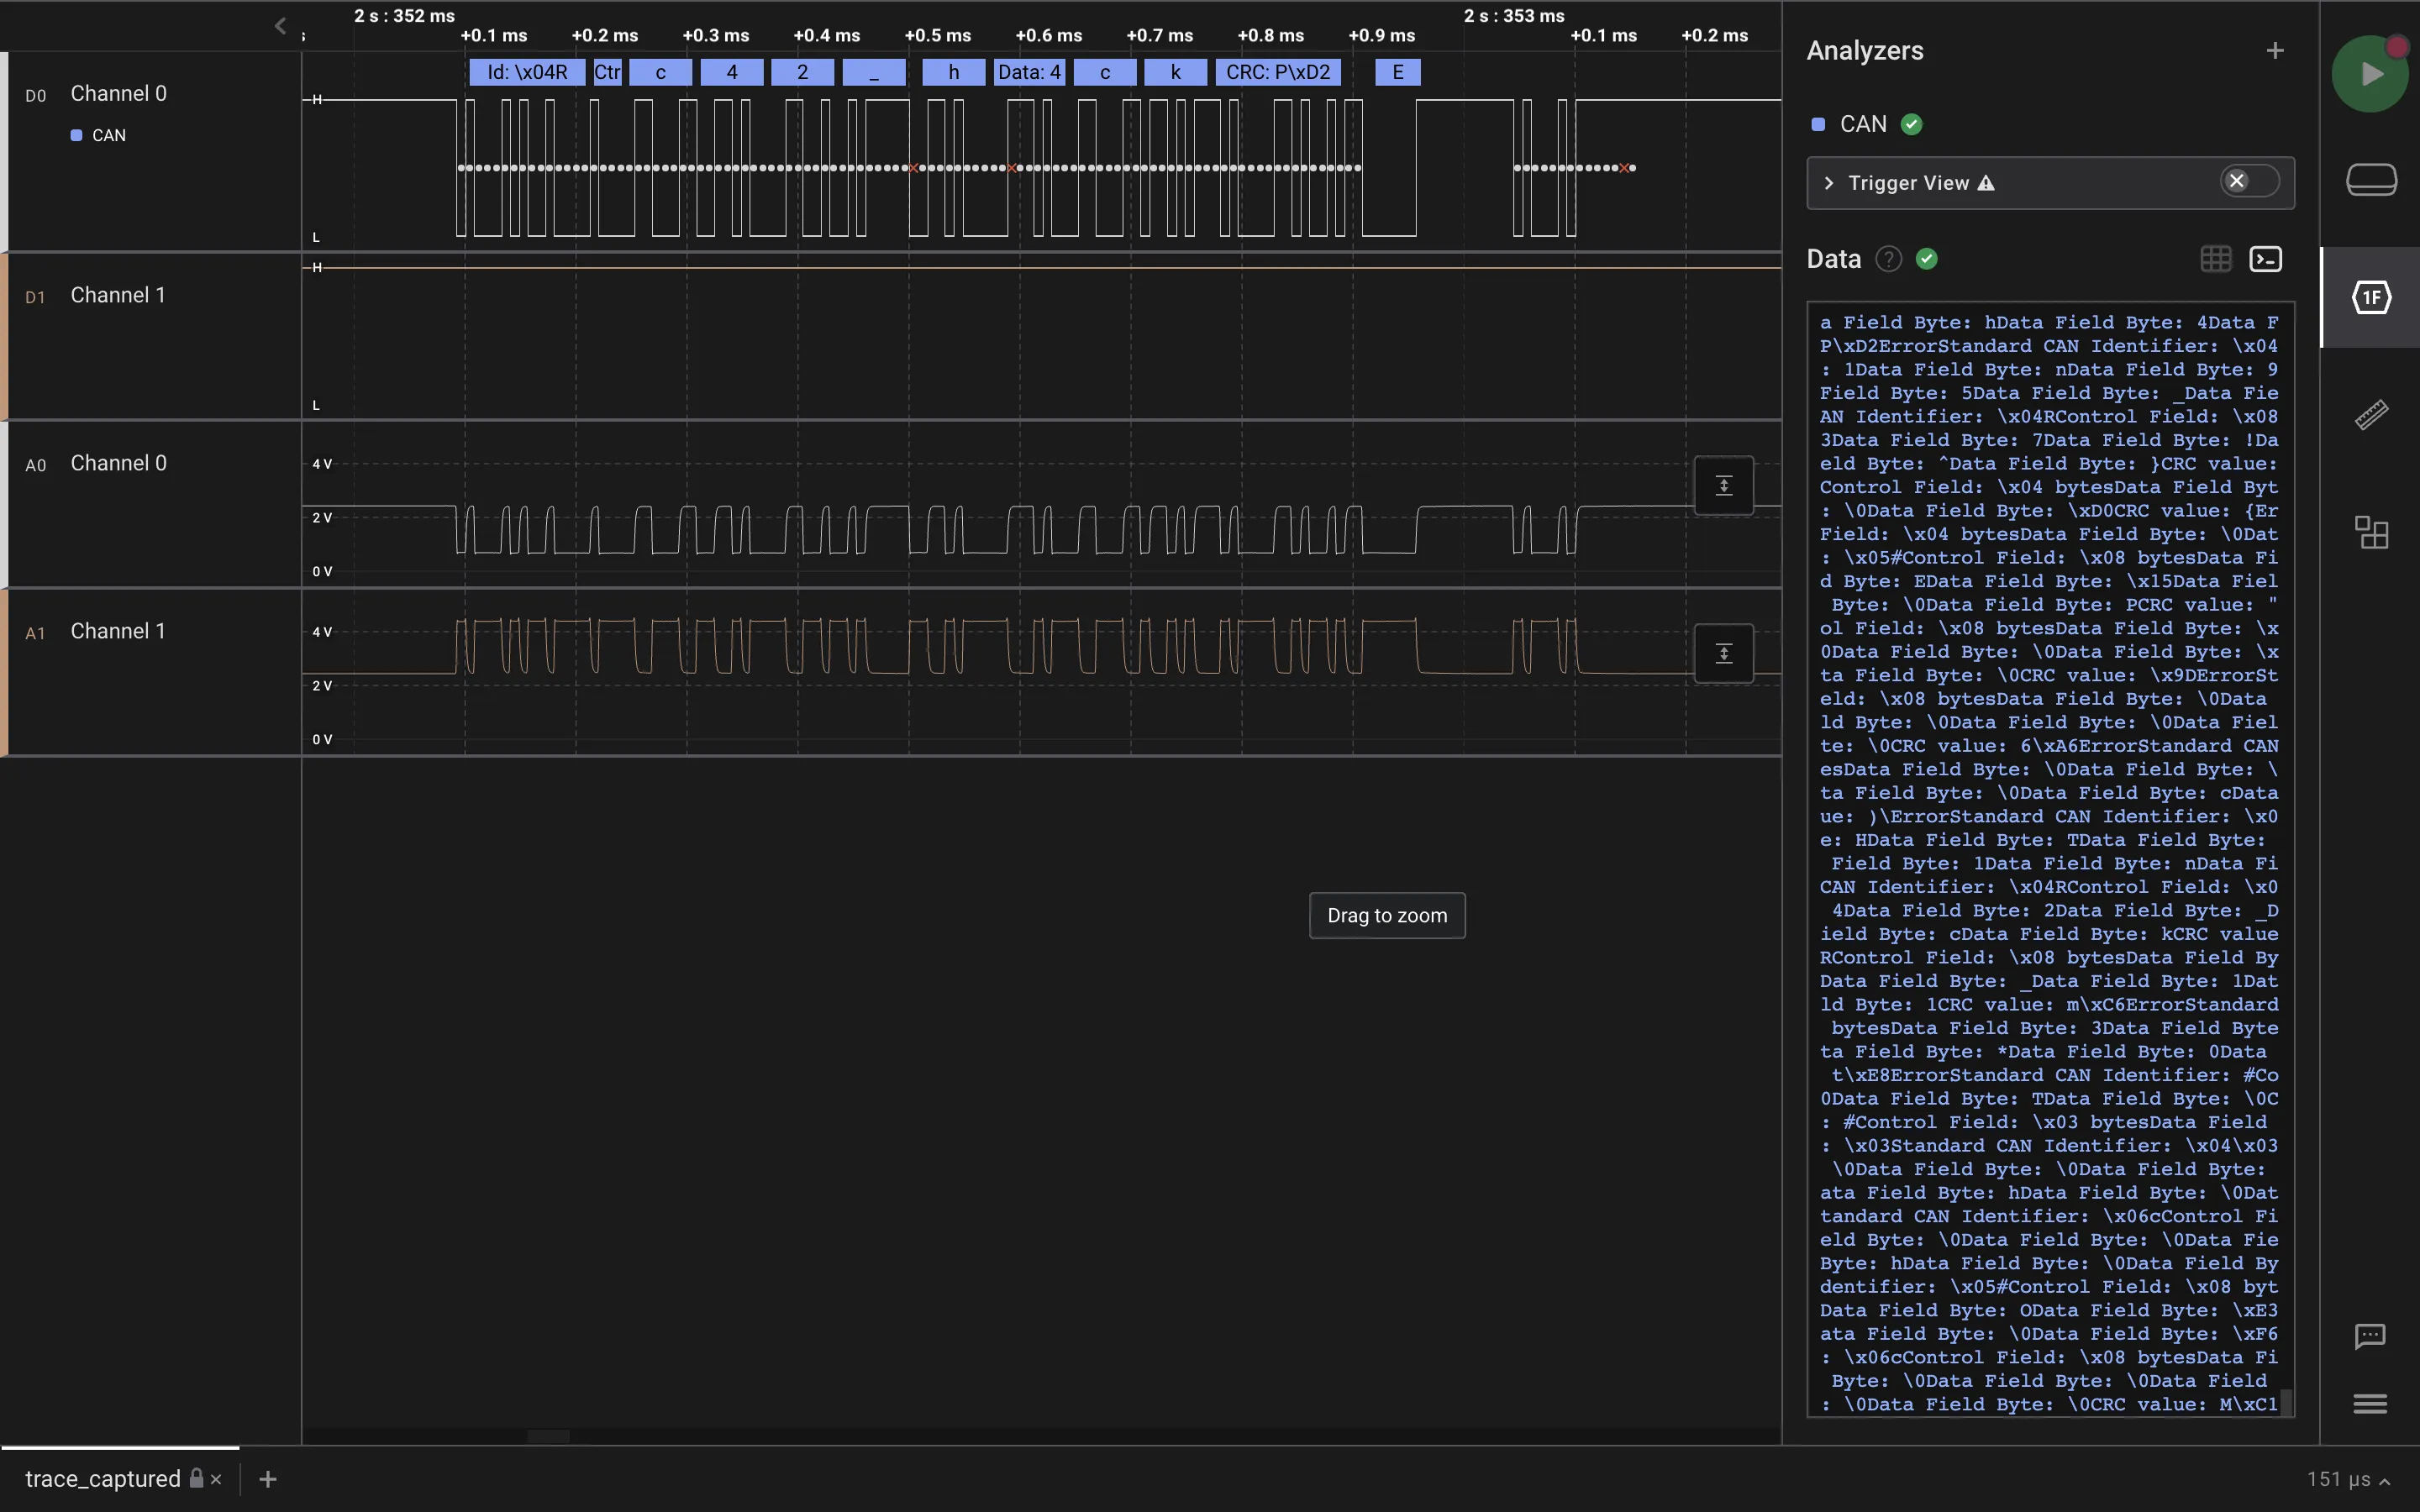 2 s : 352 ms
2 s : 353 ms
s
+0.1 ms
+0.2 ms
+0.3 ms
+0.4 ms
+0.5 ms
+0.6 ms
+0.7 ms
+0.8 ms
+0.9 ms
+0.1 ms
+0.2 ms
D0 Channel 0
CAN
Id: \x04R
Ctr
c
4
2
_
h
Data: 4
c
k
CRC: P\xD2
E
H
L
D1 Channel 1
H
L
A0 Channel 0
4 V
2 V
0 V
A1 Channel 1
4 V
2 V
0 V
Drag to zoom
trace_captured
151 μs
Analyzers
CAN
Trigger View
Data
a Field Byte: hData Field Byte: 4Data F
P\xD2ErrorStandard CAN Identifier: \x04
: 1Data Field Byte: nData Field Byte: 9
Field Byte: 5Data Field Byte: _Data Fie
AN Identifier: \x04RControl Field: \x08
3Data Field Byte: 7Data Field Byte: !Da
eld Byte: ^Data Field Byte: }CRC value:
Control Field: \x04 bytesData Field Byt
: \0Data Field Byte: \xD0CRC value: {Er
Field: \x04 bytesData Field Byte: \0Dat
: \x05#Control Field: \x08 bytesData Fi
d Byte: EData Field Byte: \x15Data Fiel
Byte: \0Data Field Byte: PCRC value: "
ol Field: \x08 bytesData Field Byte: \x
0Data Field Byte: \0Data Field Byte: \x
ta Field Byte: \0CRC value: \x9DErrorSt
eld: \x08 bytesData Field Byte: \0Data
ld Byte: \0Data Field Byte: \0Data Fiel
te: \0CRC value: 6\xA6ErrorStandard CAN
esData Field Byte: \0Data Field Byte: \
ta Field Byte: \0Data Field Byte: cData
ue: )\ErrorStandard CAN Identifier: \x0
e: HData Field Byte: TData Field Byte:
Field Byte: 1Data Field Byte: nData Fi
CAN Identifier: \x04RControl Field: \x0
4Data Field Byte: 2Data Field Byte: _D
ield Byte: cData Field Byte: kCRC value
RControl Field: \x08 bytesData Field By
Data Field Byte: _Data Field Byte: 1Dat
ld Byte: 1CRC value: m\xC6ErrorStandard
bytesData Field Byte: 3Data Field Byte
ta Field Byte: *Data Field Byte: 0Data
t\xE8ErrorStandard CAN Identifier: #Co
0Data Field Byte: TData Field Byte: \0C
: #Control Field: \x03 bytesData Field
: \x03Standard CAN Identifier: \x04\x03
\0Data Field Byte: \0Data Field Byte:
ata Field Byte: hData Field Byte: \0Dat
tandard CAN Identifier: \x06cControl Fi
eld Byte: \0Data Field Byte: \0Data Fie
Byte: hData Field Byte: \0Data Field By
dentifier: \x05#Control Field: \x08 byt
Data Field Byte: OData Field Byte: \xE3
ata Field Byte: \0Data Field Byte: \xF6
: \x06cControl Field: \x08 bytesData Fi
Byte: \0Data Field Byte: \0Data Field
: \0Data Field Byte: \0CRC value: M\xC1
1F